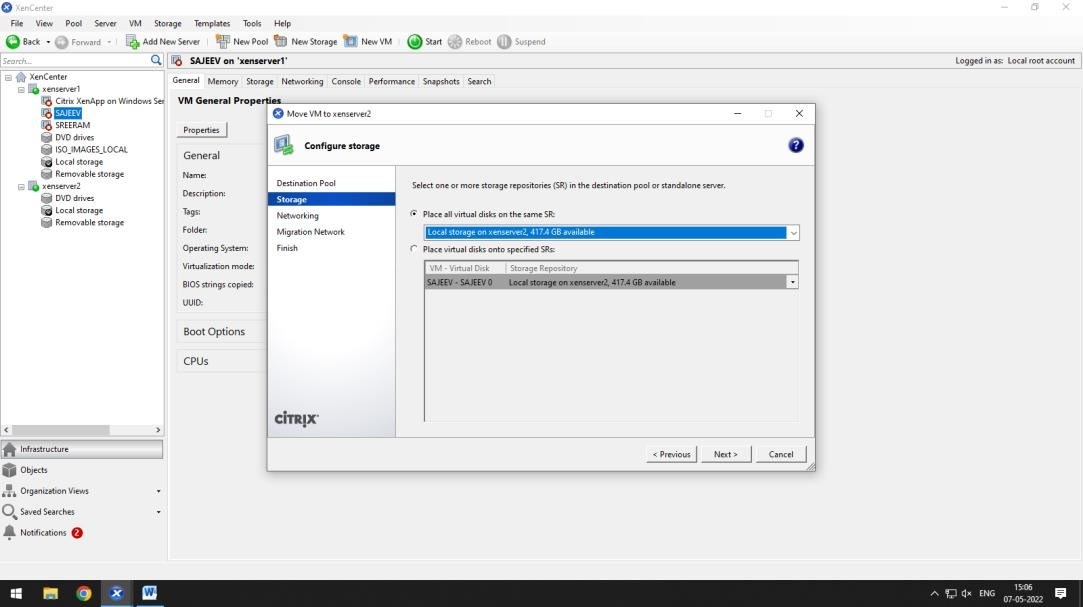 XenCenter
File View Pool Server VM Storage Templates Tools Help
Back Forward Add New Server New Pool New Storage New VM Start Reboot Suspend
Search...
SAJEEV on 'xenserver1'
Logged in as: Local root account
XenCenter
xenserver1
Citrix XenApp on Windows Ser
SAJEEV
SREERAM
DVD drives
ISO_IMAGES_LOCAL
Local storage
Removable storage
xenserver2
DVD drives
Local storage
Removable storage
Infrastructure
Objects
Organization Views
Saved Searches
Notifications 2
General Memory Storage Networking Console Performance Snapshots Search
VM General Properties
Properties
General
Name:
Description:
Tags:
Folder:
Operating System:
Virtualization mode:
BIOS strings copied:
UUID:
Boot Options
CPUs
Move VM to xenserver2
Configure storage
?
Destination Pool
Storage
Networking
Migration Network
Finish
CITRIX
Select one or more storage repositories (SR) in the destination pool or standalone server.
Place all virtual disks on the same SR:
Local storage on xenserver2, 417.4 GB available
Place virtual disks onto specified SRs:
VM - Virtual Disk Storage Repository
SAJEEV - SAJEEV 0 Local storage on xenserver2, 417.4 GB available
< Previous Next > Cancel
W
ENG
15:06
07-05-2022